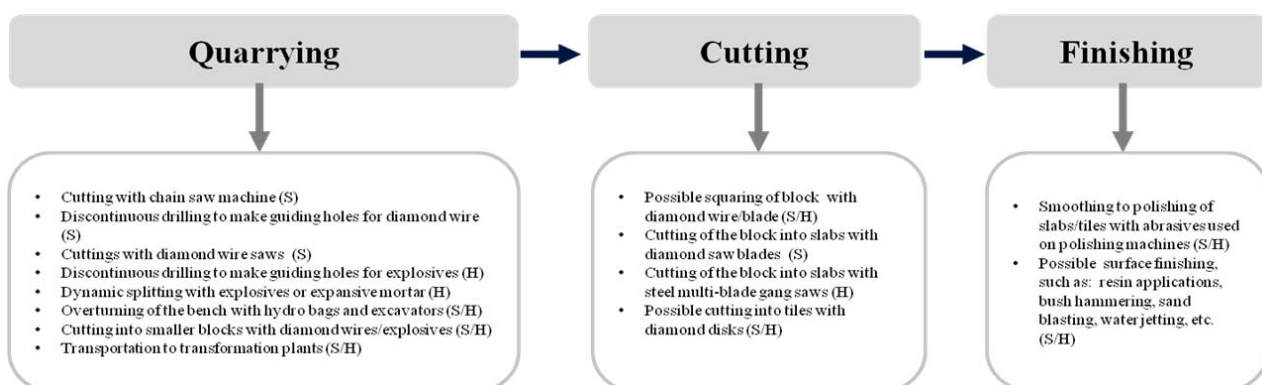 Quarrying
Cutting
Finishing
• Cutting with chain saw machine (S)
• Discontinuous drilling to make guiding holes for diamond wire
(S)
• Cuttings with diamond wire saws (S)
• Discontinuous drilling to make guiding holes for explosives (H)
• Dynamic splitting with explosives or expansive mortar (H)
• Overturning of the bench with hydro bags and excavators (S/H)
• Cutting into smaller blocks with diamond wires/explosives (S/H)
• Transportation to transformation plants (S/H)
• Possible squaring of block with
diamond wire/blade (S/H)
• Cutting of the block into slabs with
diamond saw blades (S)
• Cutting of the block into slabs with
steel multi-blade gang saws (H)
• Possible cutting into tiles with
diamond disks (S/H)
• Smoothing to polishing of
slabs/tiles with abrasives used
on polishing machines (S/H)
• Possible surface finishing,
such as: resin applications,
bush hammering, sand
blasting, water jetting, etc.
(S/H)